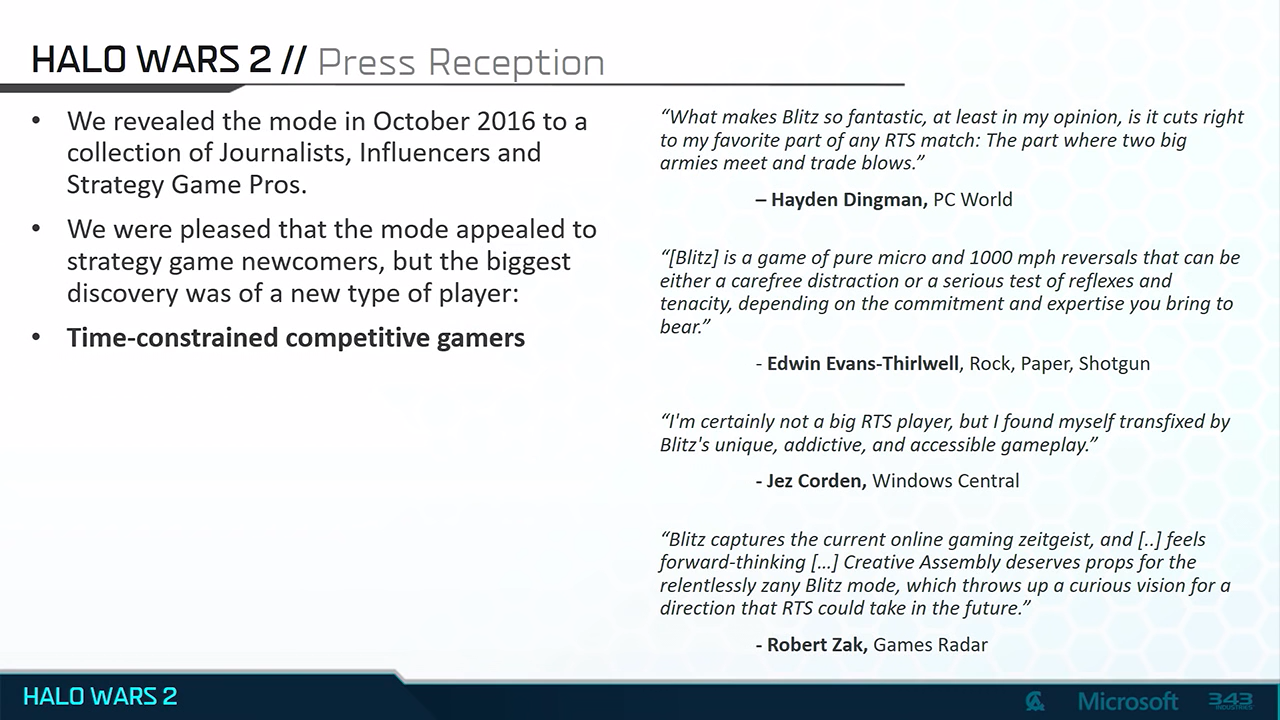 HALO WARS 2 // Press Reception
• We revealed the mode in October 2016 to a
collection of Journalists, Influencers and
Strategy Game Pros.
• We were pleased that the mode appealed to
strategy game newcomers, but the biggest
discovery was of a new type of player:
• Time-constrained competitive gamers
“What makes Blitz so fantastic, at least in my opinion, is it cuts right
to my favorite part of any RTS match: The part where two big
armies meet and trade blows.”
– Hayden Dingman, PC World
“[Blitz] is a game of pure micro and 1000 mph reversals that can be
either a carefree distraction or a serious test of reflexes and
tenacity, depending on the commitment and expertise you bring to
bear.”
- Edwin Evans-Thirlwell, Rock, Paper, Shotgun
“I'm certainly not a big RTS player, but I found myself transfixed by
Blitz's unique, addictive, and accessible gameplay.”
- Jez Corden, Windows Central
“Blitz captures the current online gaming zeitgeist, and [..] feels
forward-thinking [...] Creative Assembly deserves props for the
relentlessly zany Blitz mode, which throws up a curious vision for a
direction that RTS could take in the future.”
- Robert Zak, Games Radar
HALO WARS 2
Microsoft
343
INDUSTRIES